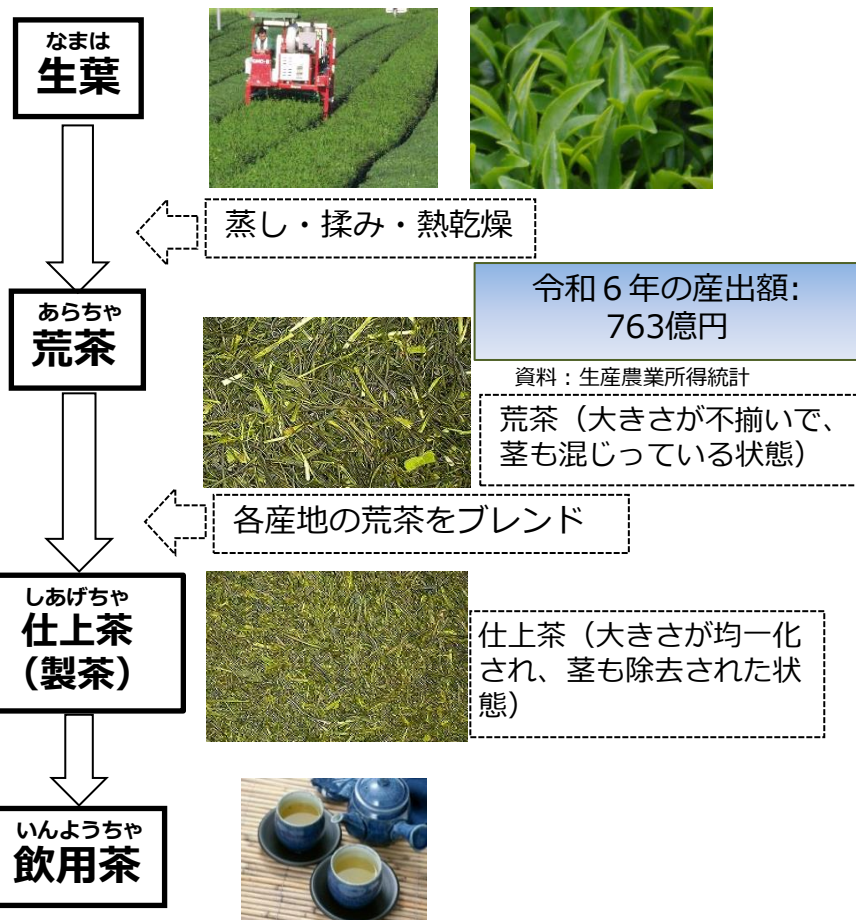 なまは
生葉
蒸し・揉み・熱乾燥
令和６年の産出額:
763億円
資料：生産農業所得統計
あらちゃ
荒茶
荒茶（大きさが不揃いで、
茎も混じっている状態）
各産地の荒茶をブレンド
しあげちゃ
仕上茶
(製茶）
仕上茶（大きさが均一化
され、茎も除去された状
態）
いんようちゃ
飲用茶